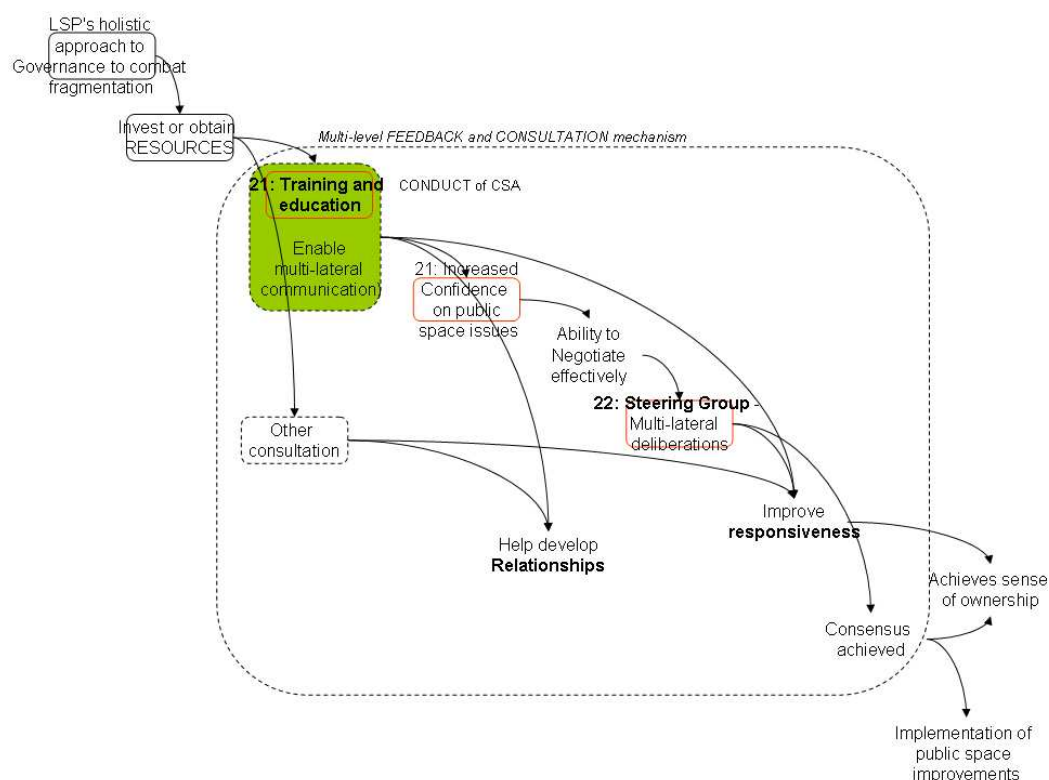 LSP's holistic
approach to
Governance to combat
fragmentation
Invest or obtain
RESOURCES
Multi-level FEEDBACK and CONSULTATION mechanism
21: Training and
education
CONDUCT of CSA
Enable
multi-lateral
communication)
21: Increased
Confidence
on public
space issues
Ability to
Negotiate
effectively
22: Steering Group -
Multi-lateral
deliberations
Other
consultation
Improve
responsiveness
Help develop
Relationships
Achieves sense
of ownership
Consensus
achieved
Implementation of
public space
improvements